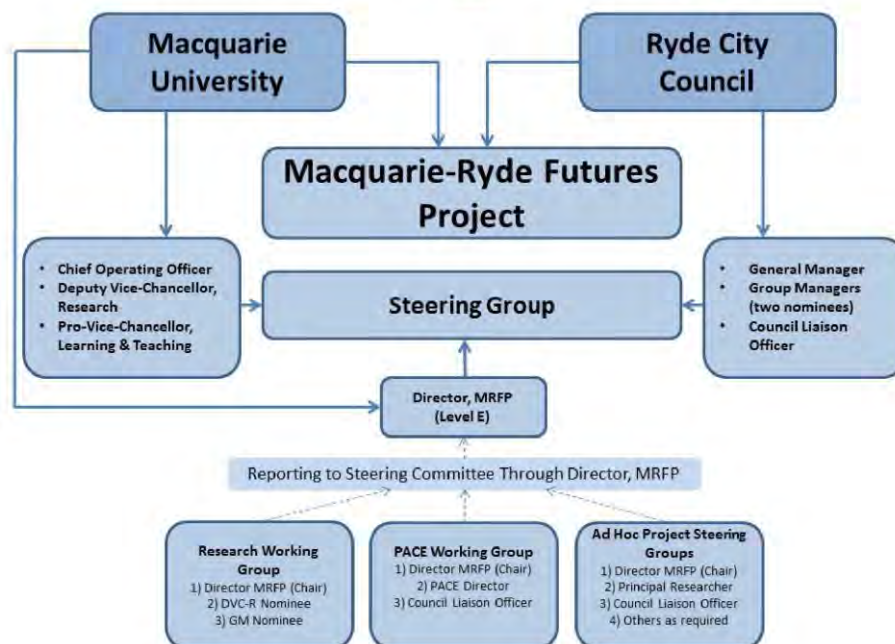 Macquarie
University
Ryde City
Council
Macquarie-Ryde Futures
Project
• Chief Operating Officer
• Deputy Vice-Chancellor,
Research
• Pro-Vice-Chancellor,
Learning & Teaching
Steering Group
• General Manager
• Group Managers
(two nominees)
• Council Liaison
Officer
Director, MRFP
(Level E)
Reporting to Steering Committee Through Director, MRFP
Research Working
Group
1) Director MRFP (Chair)
2) DVC-R Nominee
3) GM Nominee
PACE Working Group
1) Director MRFP (Chair)
2) PACE Director
3) Council Liaison Officer
Ad Hoc Project Steering
Groups
1) Director MRFP (Chair)
2) Principal Researcher
3) Council Liaison Officer
4) Others as required